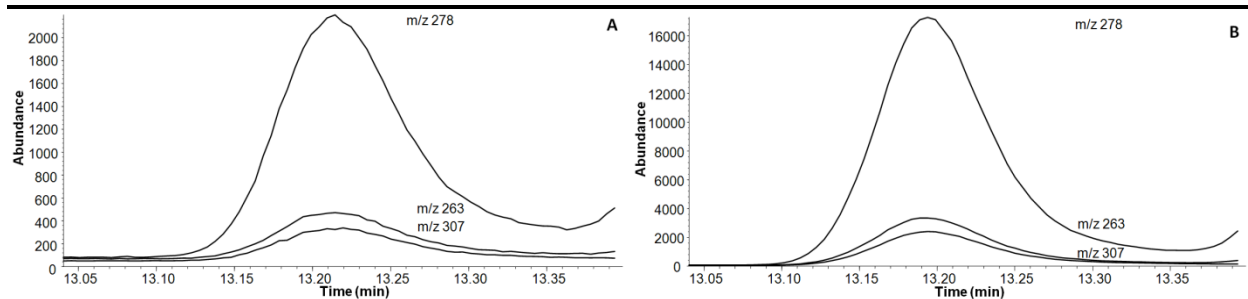 A
m/z 278
2000
1800
1600
1400
1200
1000
800
600
400
200
0
m/z 263
m/z 307
Abundance
13.05 13.10 13.15 13.20 13.25 13.30 13.35
Time (min)
B
m/z 278
16000
14000
12000
10000
8000
6000
4000
2000
0
m/z 263
m/z 307
Abundance
13.05 13.10 13.15 13.20 13.25 13.30 13.35
Time (min)